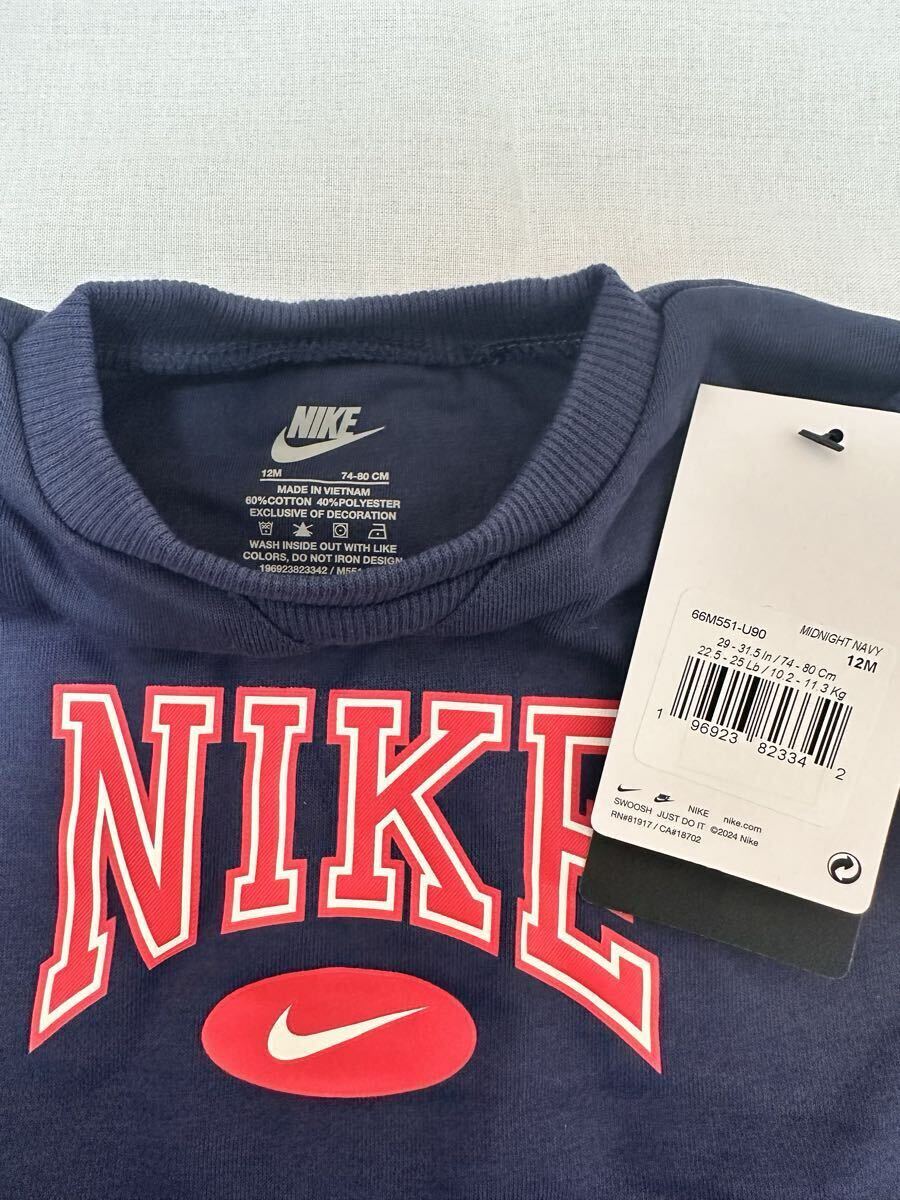 NIKE
12M 74-80 CM
MADE IN VIETNAM
60%COTTON 40%POLYESTER
EXCLUSIVE OF DECORATION
WASH INSIDE OUT WITH LIKE
COLORS, DO NOT IRON DESIGN
196923823342 / M551
NIKE
66M551-U90 MIDNIGHT NAVY
12M
29 - 31.5 In / 74 - 80 Cm
22.5 - 25 Lb / 10.2 - 11.3 Kg
1 96923 82334 2
NIKE nike.com
SWOOSH JUST DO IT ©2024 Nike
RN#81917 / CA#18702